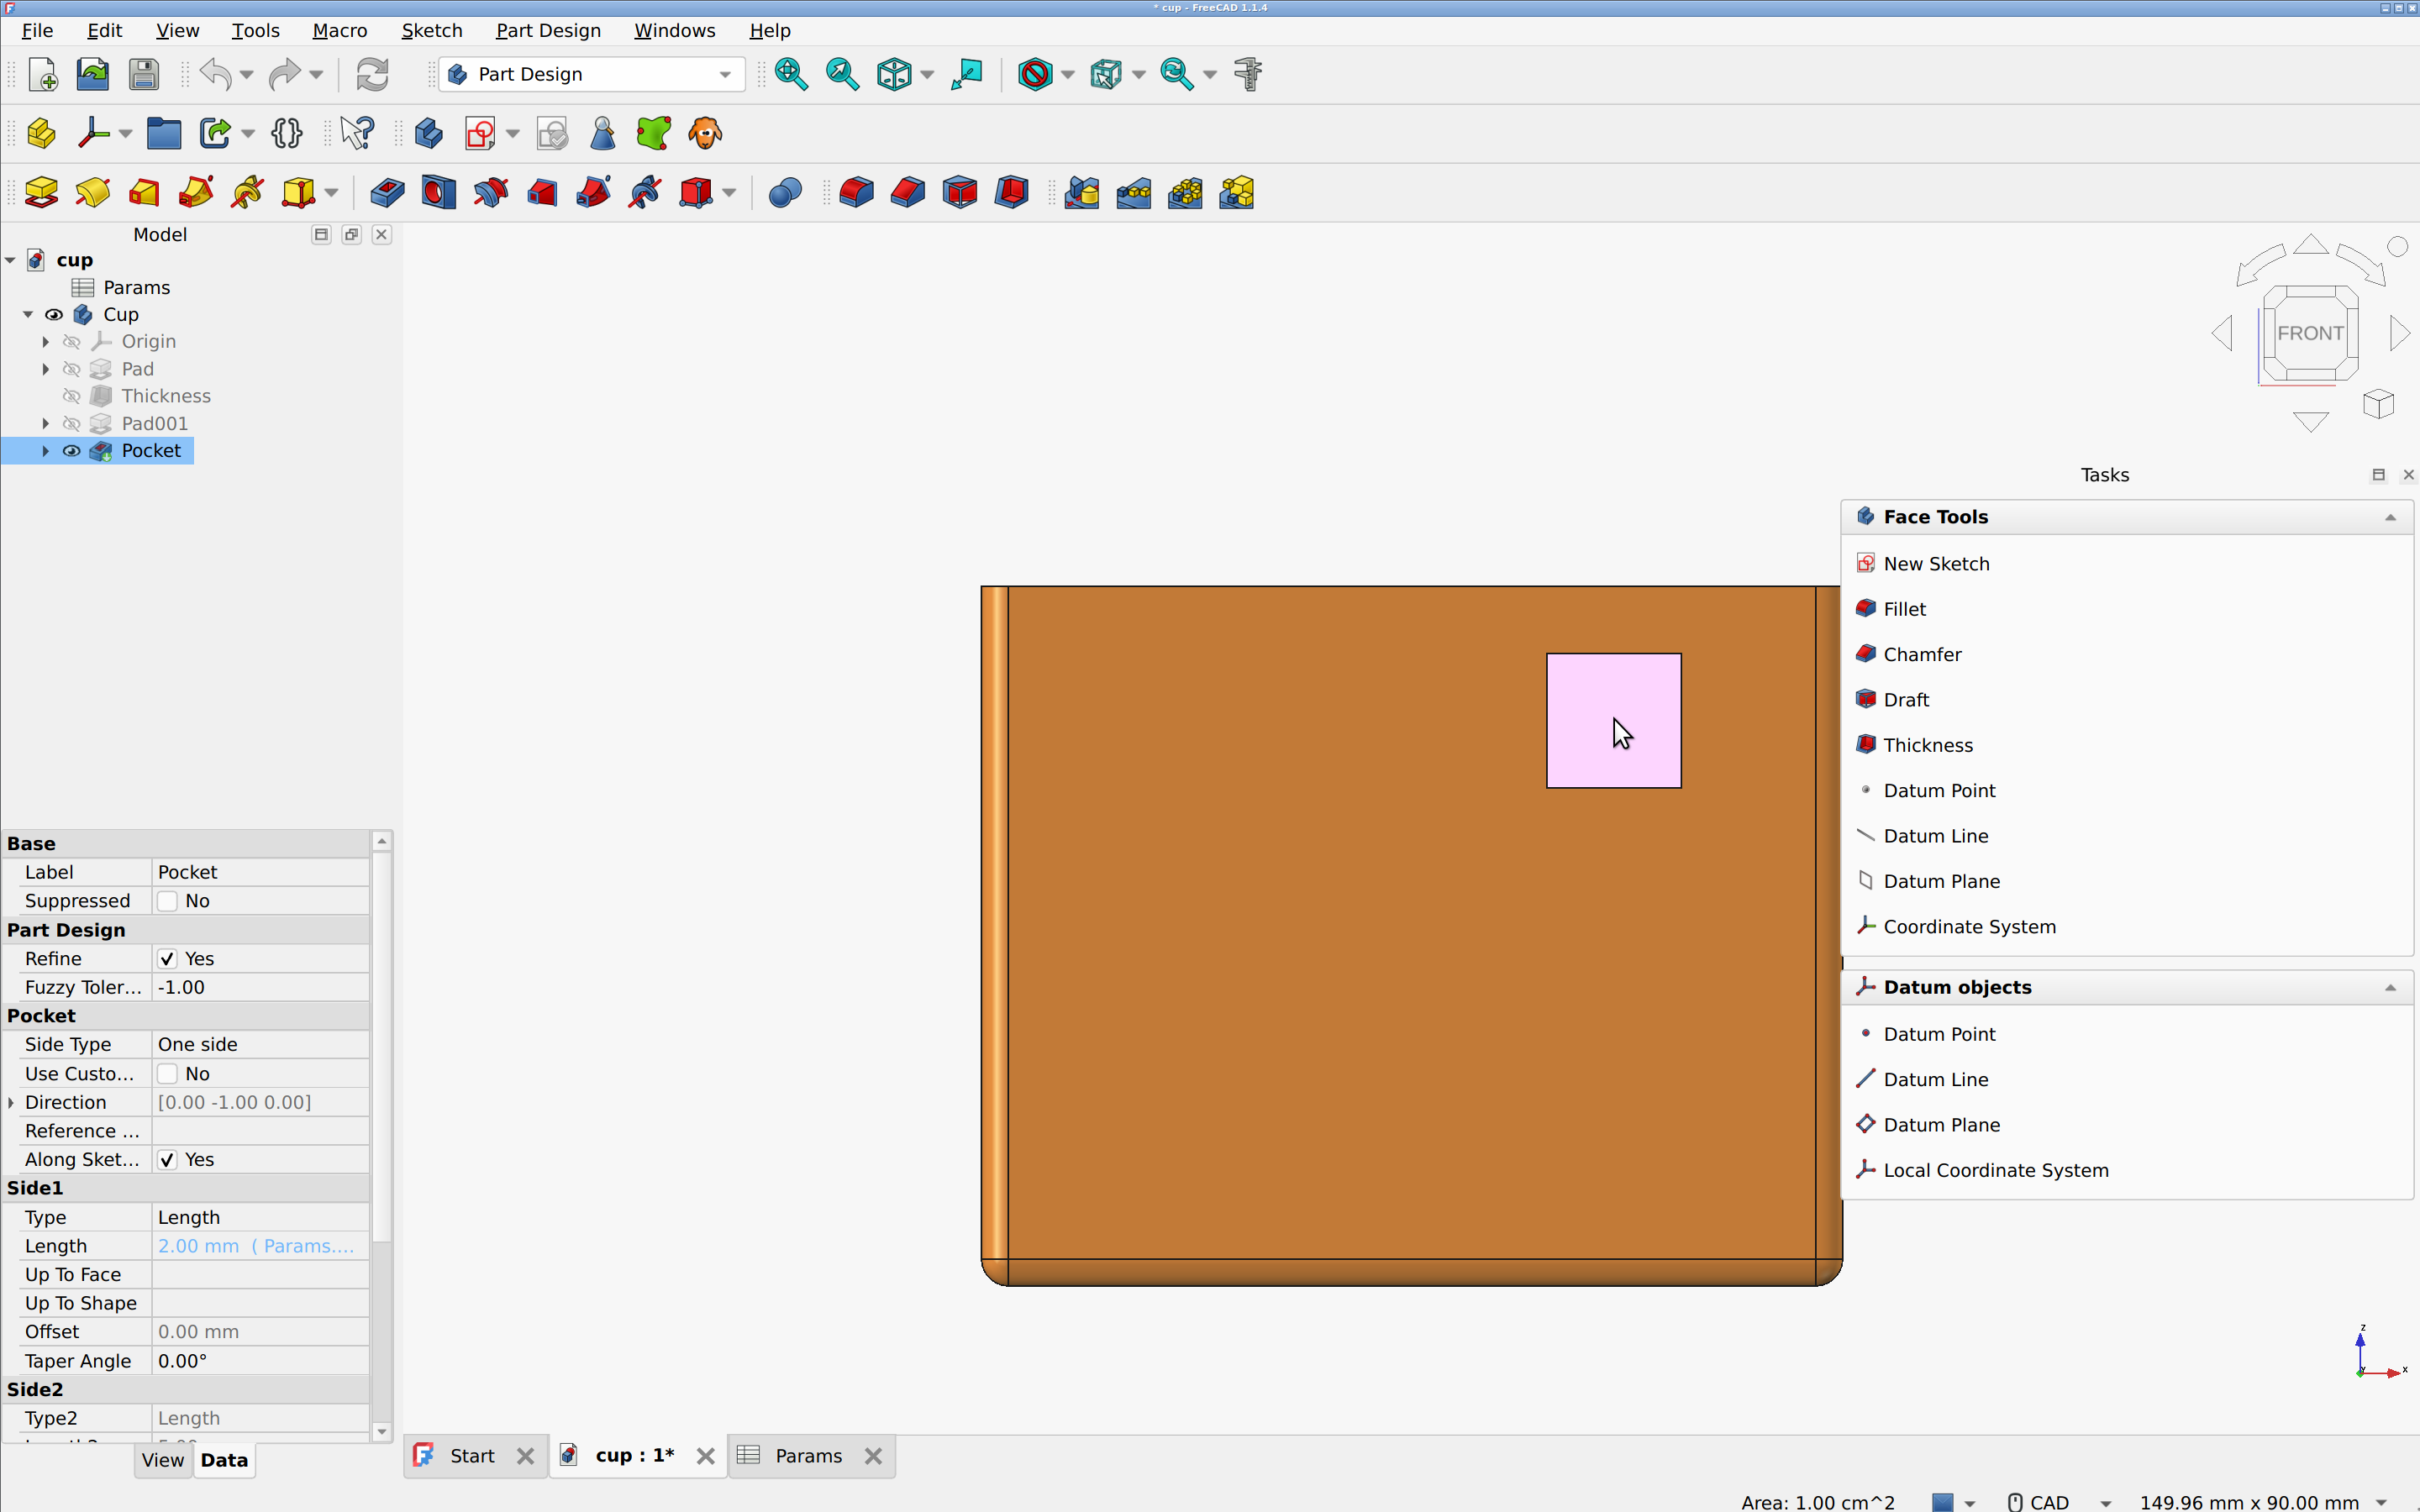 * cup - FreeCAD 1.1.4
File Edit View Tools Macro Sketch Part Design Windows Help
Part Design
Model
cup
Params
Cup
Origin
Pad
Thickness
Pad001
Pocket
Base
Label Pocket
Suppressed No
Part Design
Refine Yes
Fuzzy Toler... -1.00
Pocket
Side Type One side
Use Custo... No
Direction [0.00 -1.00 0.00]
Reference ...
Along Sket... Yes
Side1
Type Length
Length 2.00 mm ( Params....
Up To Face
Up To Shape
Offset 0.00 mm
Taper Angle 0.00°
Side2
Type2 Length
View Data
FRONT
Tasks
Face Tools
New Sketch
Fillet
Chamfer
Draft
Thickness
Datum Point
Datum Line
Datum Plane
Coordinate System
Datum objects
Datum Point
Datum Line
Datum Plane
Local Coordinate System
z
x
Start cup : 1* Params
Area: 1.00 cm^2 CAD 149.96 mm x 90.00 mm